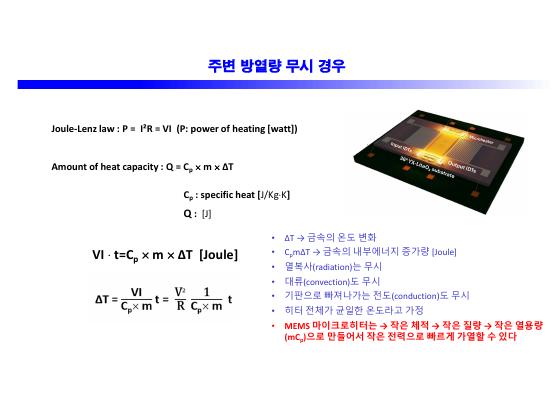 주변 방열량 무시 경우
Joule-Lenz law : P = I²R = VI (P: power of heating [watt])
Amount of heat capacity : Q = Cₚ × m × ΔT
Cₚ : specific heat [J/Kg·K]
Q : [J]
Microheater
Input IDTs
Output IDTs
36° YX-LiTaO₃ substrate
VI · t=Cₚ × m × ΔT [Joule]
ΔT = VI / (Cₚ× m) t = V²/R 1/(Cₚ× m) t
• ΔT → 금속의 온도 변화
• CₚmΔT → 금속의 내부에너지 증가량 [Joule]
• 열복사(radiation)는 무시
• 대류(convection)도 무시
• 기판으로 빠져나가는 전도(conduction)도 무시
• 히터 전체가 균일한 온도라고 가정
• MEMS 마이크로히터는 → 작은 체적 → 작은 질량 → 작은 열용량
(mCₚ)으로 만들어서 작은 전력으로 빠르게 가열할 수 있다